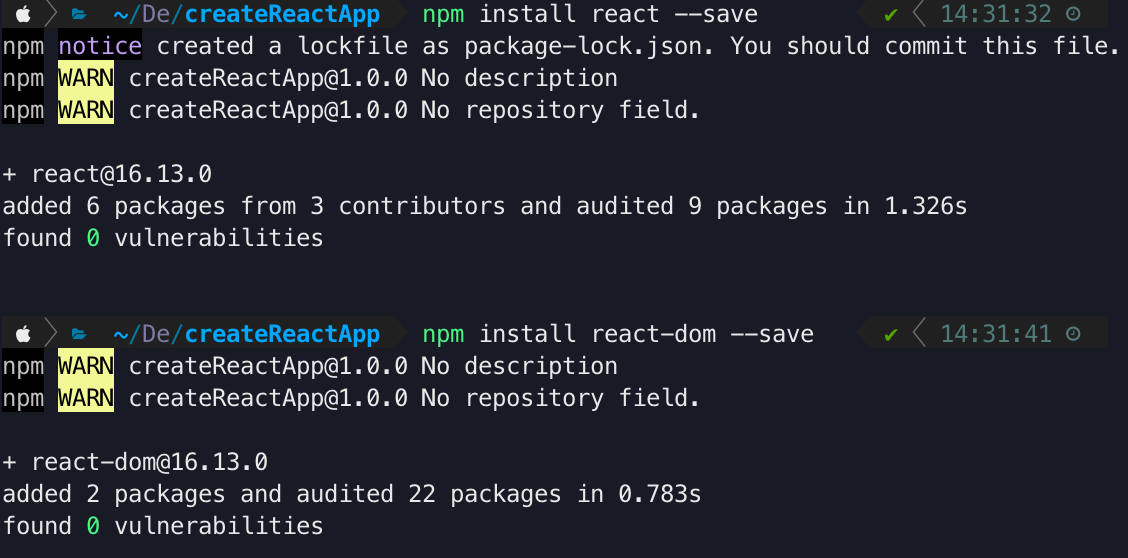 ~/De/createReactApp npm install react --save ✔ 14:31:32
npm notice created a lockfile as package-lock.json. You should commit this file.
npm WARN createReactApp@1.0.0 No description
npm WARN createReactApp@1.0.0 No repository field.
+ react@16.13.0
added 6 packages from 3 contributors and audited 9 packages in 1.326s
found 0 vulnerabilities
~/De/createReactApp npm install react-dom --save ✔ 14:31:41
npm WARN createReactApp@1.0.0 No description
npm WARN createReactApp@1.0.0 No repository field.
+ react-dom@16.13.0
added 2 packages and audited 22 packages in 0.783s
found 0 vulnerabilities